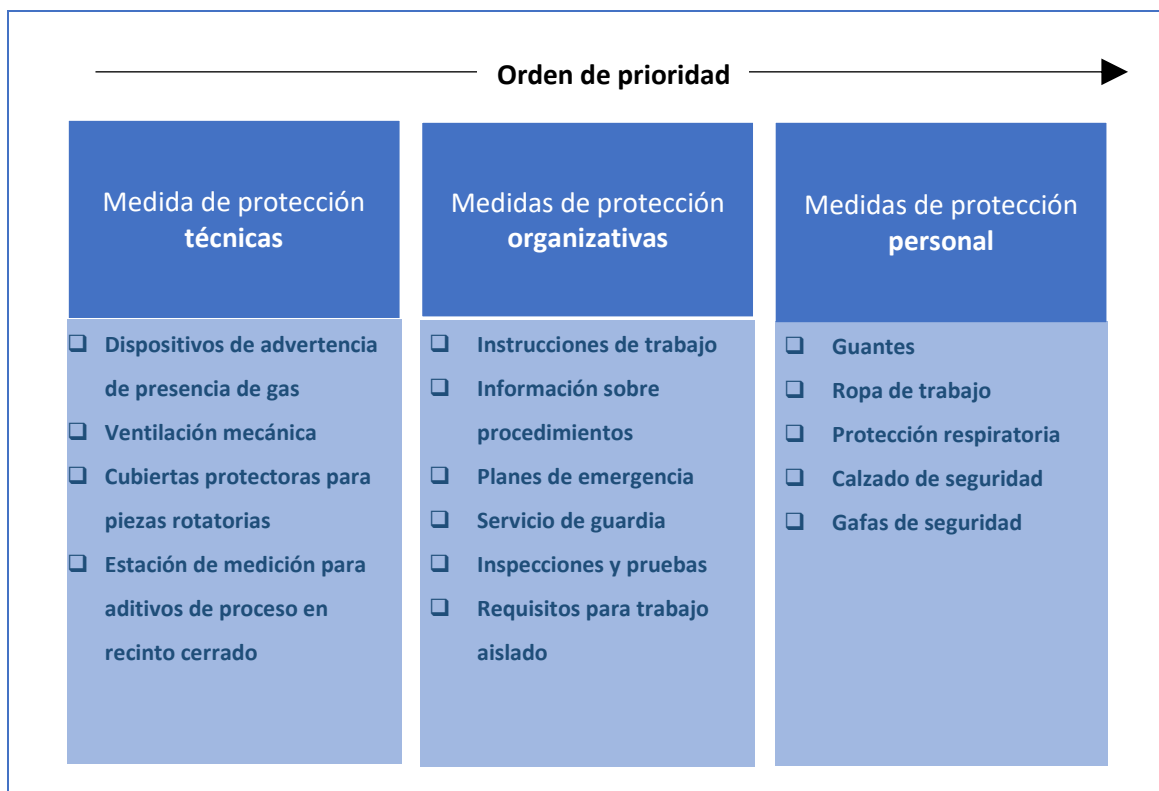 Orden de prioridad
Medida de protección
técnicas
❑ Dispositivos de advertencia
de presencia de gas
❑ Ventilación mecánica
❑ Cubiertas protectoras para
piezas rotatorias
❑ Estación de medición para
aditivos de proceso en
recinto cerrado
Medidas de protección
organizativas
❑ Instrucciones de trabajo
❑ Información sobre
procedimientos
❑ Planes de emergencia
❑ Servicio de guardia
❑ Inspecciones y pruebas
❑ Requisitos para trabajo
aislado
Medidas de protección
personal
❑ Guantes
❑ Ropa de trabajo
❑ Protección respiratoria
❑ Calzado de seguridad
❑ Gafas de seguridad